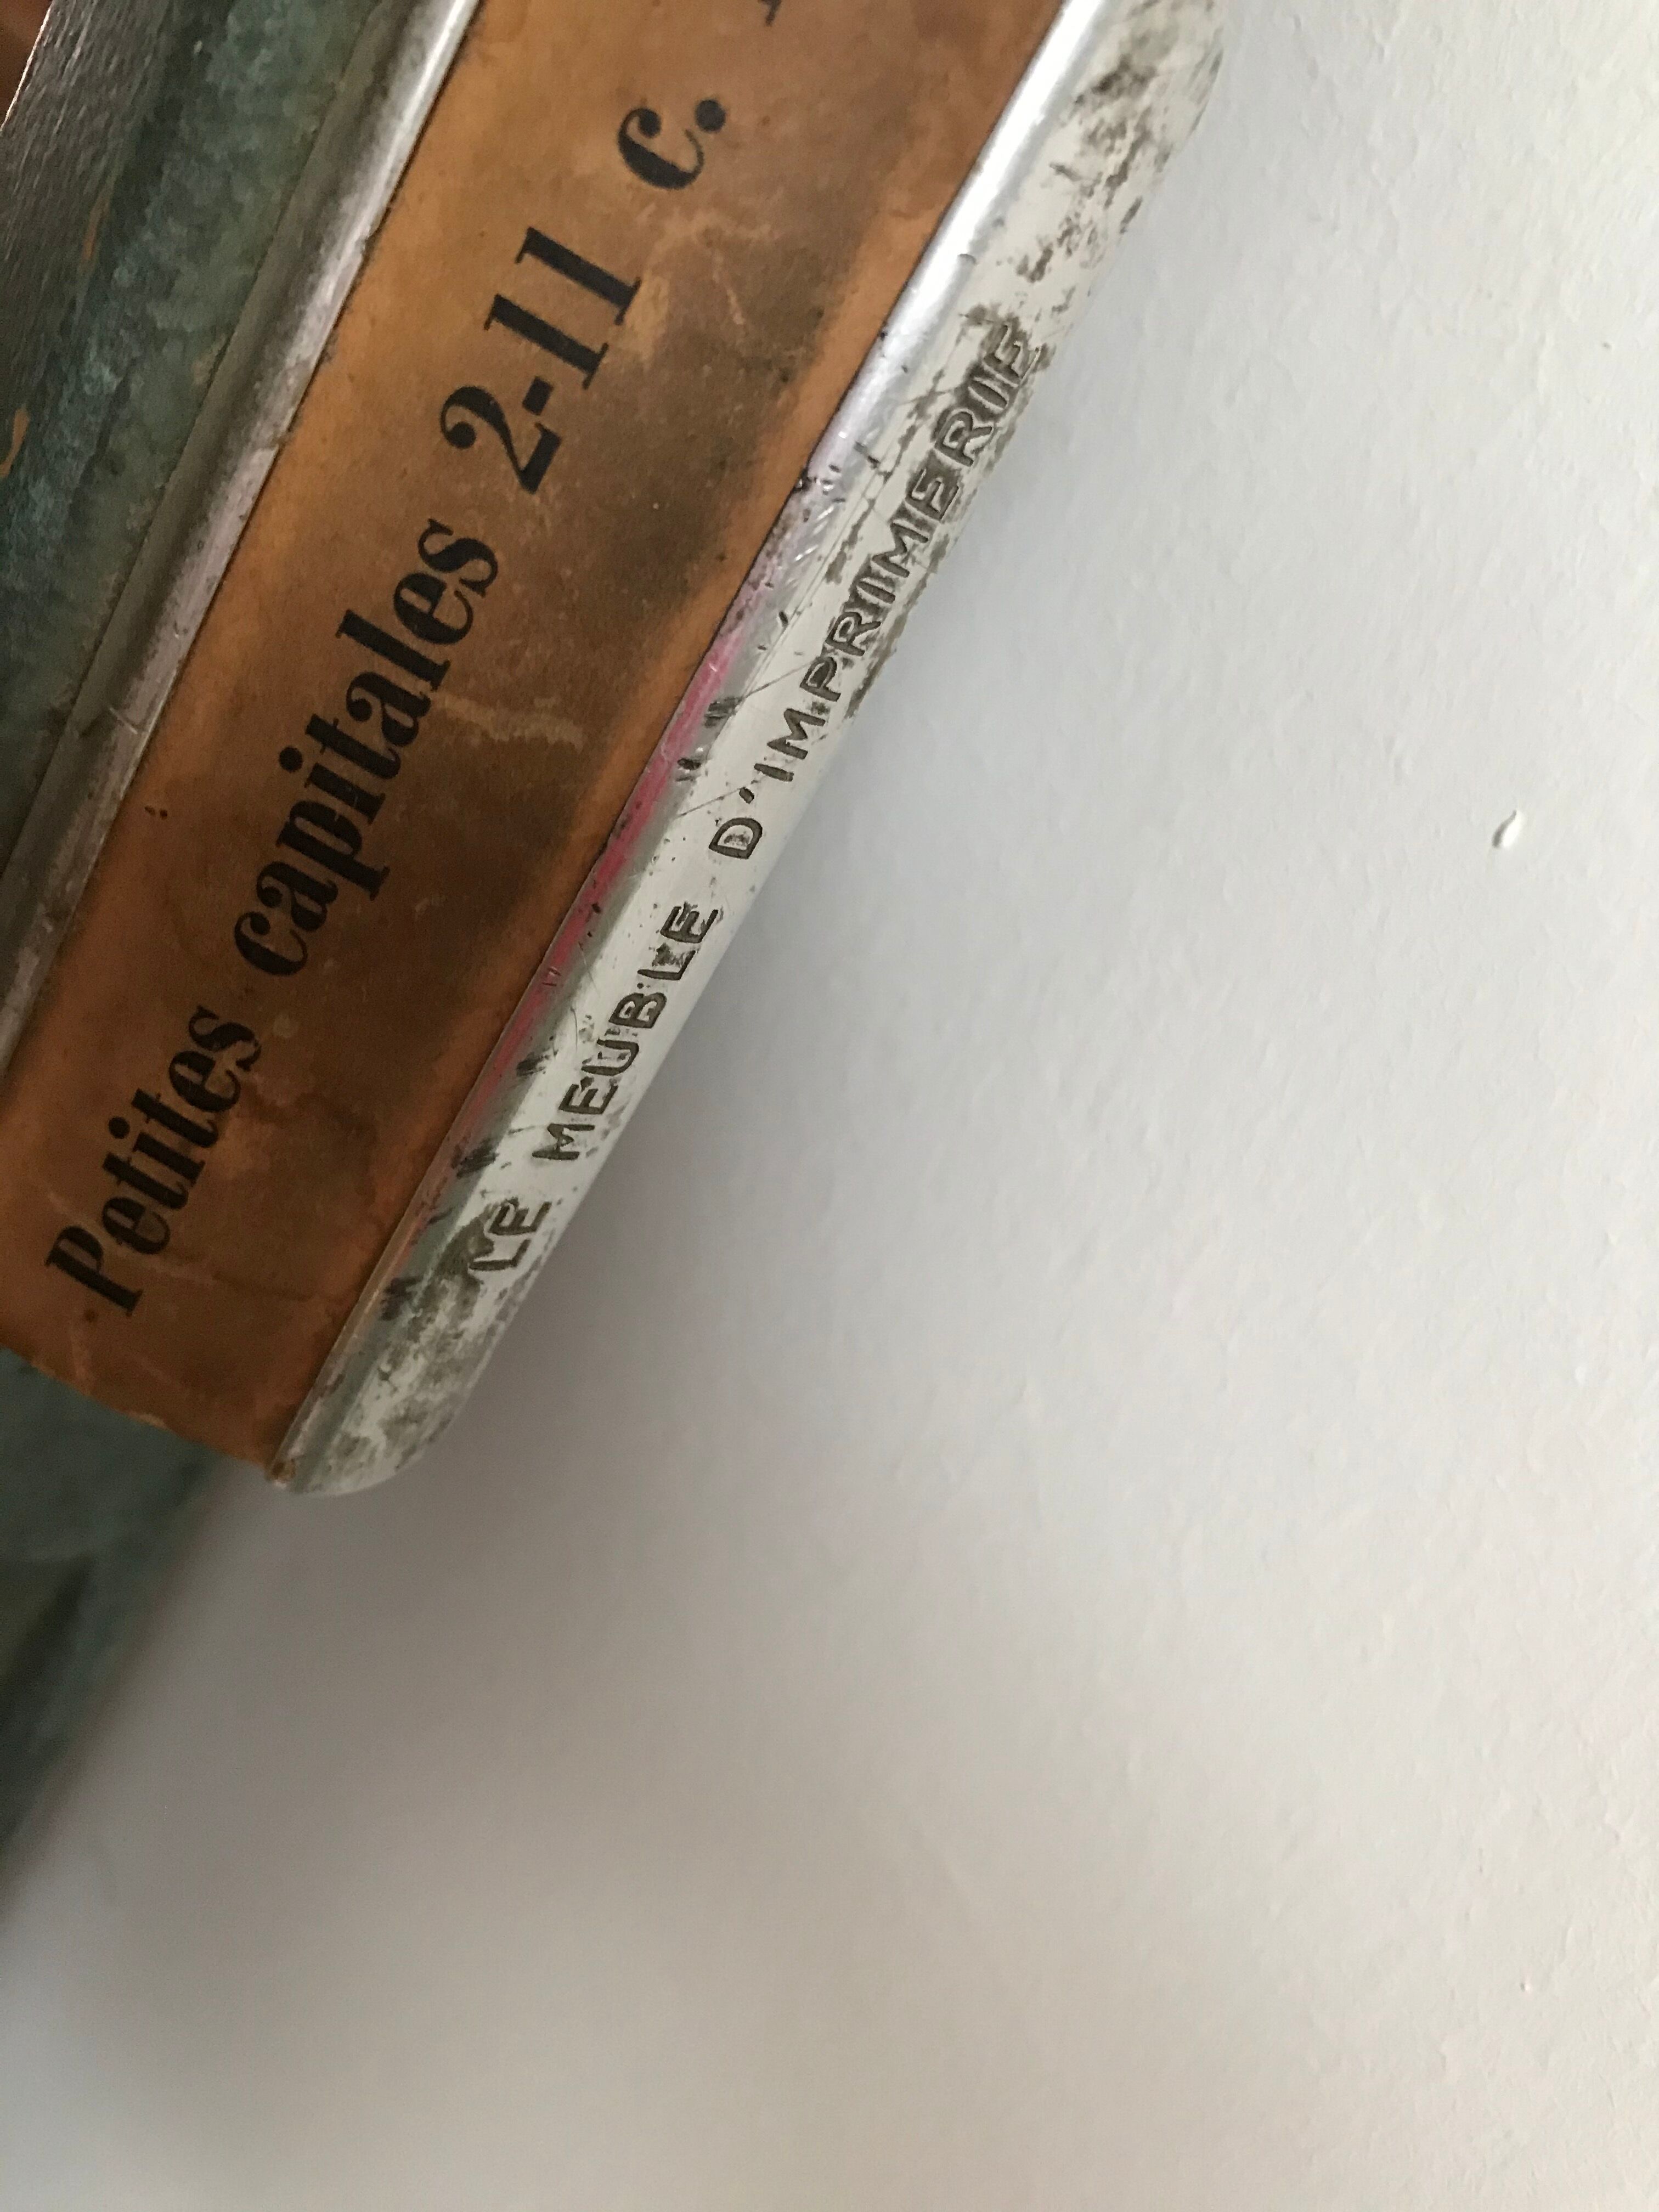 Petites capitales 2-11 c.
LE MEUBLE D'IMPRIMERIE